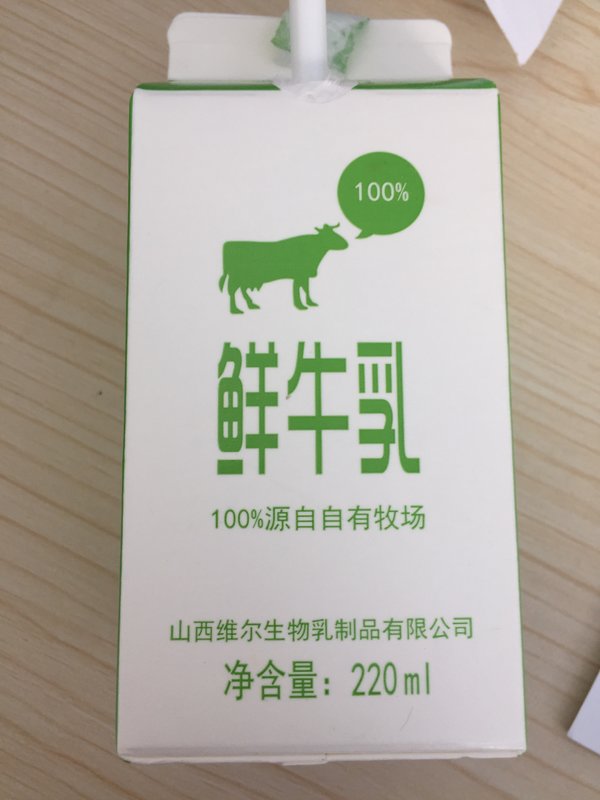 100%
鲜牛乳
100%源自自有牧场
山西维尔生物乳制品有限公司
净含量：220ml